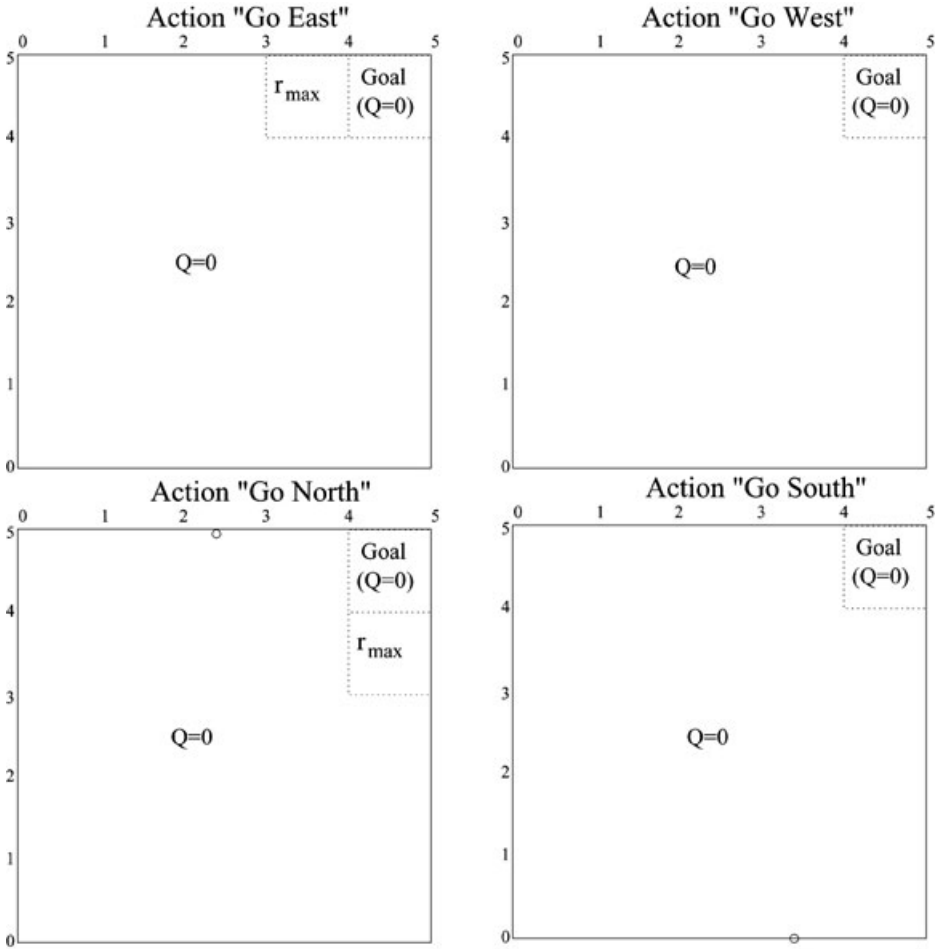 Action "Go East"
0 1 2 3 4 5
5
r max
Goal
(Q=0)
4
3
Q=0
2
1
0
Action "Go West"
0 1 2 3 4 5
5
Goal
(Q=0)
4
3
Q=0
2
1
0
Action "Go North"
0 1 2 3 4 5
5
Goal
(Q=0)
4
r max
3
Q=0
2
1
0
Action "Go South"
0 1 2 3 4 5
5
Goal
(Q=0)
4
3
Q=0
2
1
0